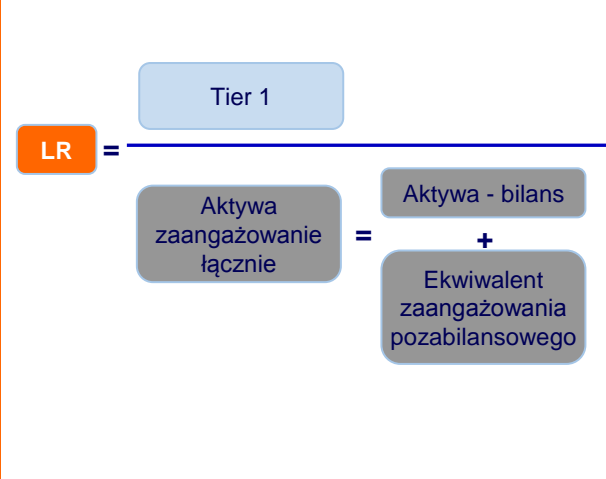 Tier 1
LR =
Aktywa
zaangażowanie
łącznie
=
Aktywa - bilans
+
Ekwiwalent
zaangażowania
pozabilansowego